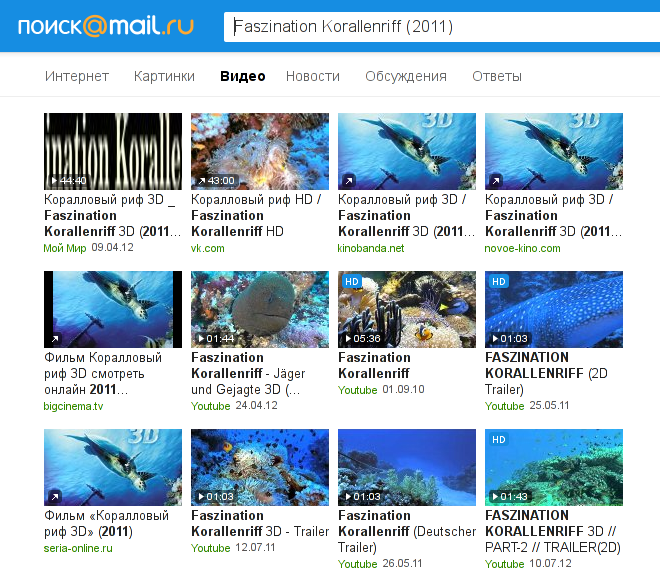 поиск@mail.ru
Faszination Korallenriff (2011)
Интернет Картинки Видео Новости Обсуждения Ответы
ination Koralle
44:40
Коралловый риф 3D _
Faszination
Korallenriff 3D (2011...
Мой Мир 09.04.12
43:00
Коралловый риф HD /
Faszination
Korallenriff HD
vk.com
3D
Коралловый риф 3D /
Faszination
Korallenriff 3D (2011...
kinobanda.net
3D
Коралловый риф 3D /
Faszination
Korallenriff 3D (2011...
novoe-kino.com
Фильм Коралловый
риф 3D смотреть
онлайн 2011...
bigcinema.tv
01:44
Faszination
Korallenriff - Jäger
und Gejagte 3D (...
Youtube 24.04.12
HD
05:36
Faszination
Korallenriff
Youtube 01.09.10
HD
01:03
FASZINATION
KORALLENRIFF (2D
Trailer)
Youtube 25.05.11
3D
Фильм «Коралловый
риф 3D» (2011)
seria-online.ru
01:03
Faszination
Korallenriff 3D - Trailer
Youtube 12.07.11
01:03
Faszination
Korallenriff (Deutscher
Trailer)
Youtube 26.05.11
HD
01:43
FASZINATION
KORALLENRIFF 3D //
PART-2 // TRAILER(2D)
Youtube 10.07.12